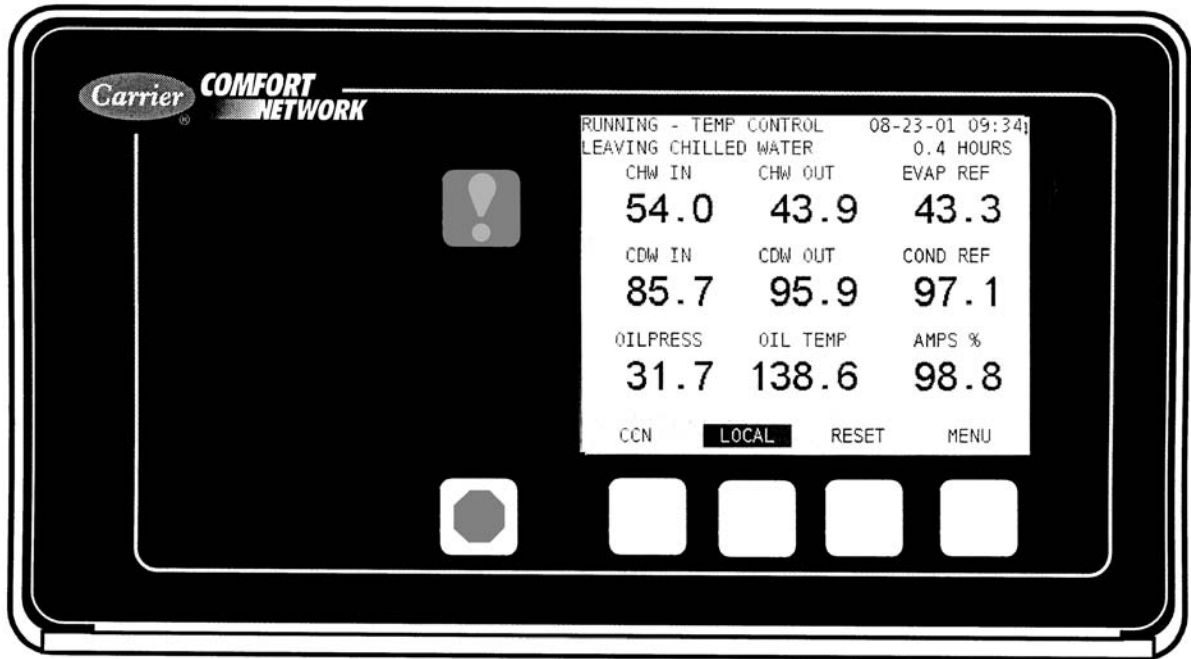 Carrier
®
COMFORT
NETWORK
RUNNING - TEMP CONTROL 08-23-01 09:34
LEAVING CHILLED WATER 0.4 HOURS
CHW IN CHW OUT EVAP REF
54.0 43.9 43.3
CDW IN CDW OUT COND REF
85.7 95.9 97.1
OILPRESS OIL TEMP AMPS %
31.7 138.6 98.8
CCN LOCAL RESET MENU